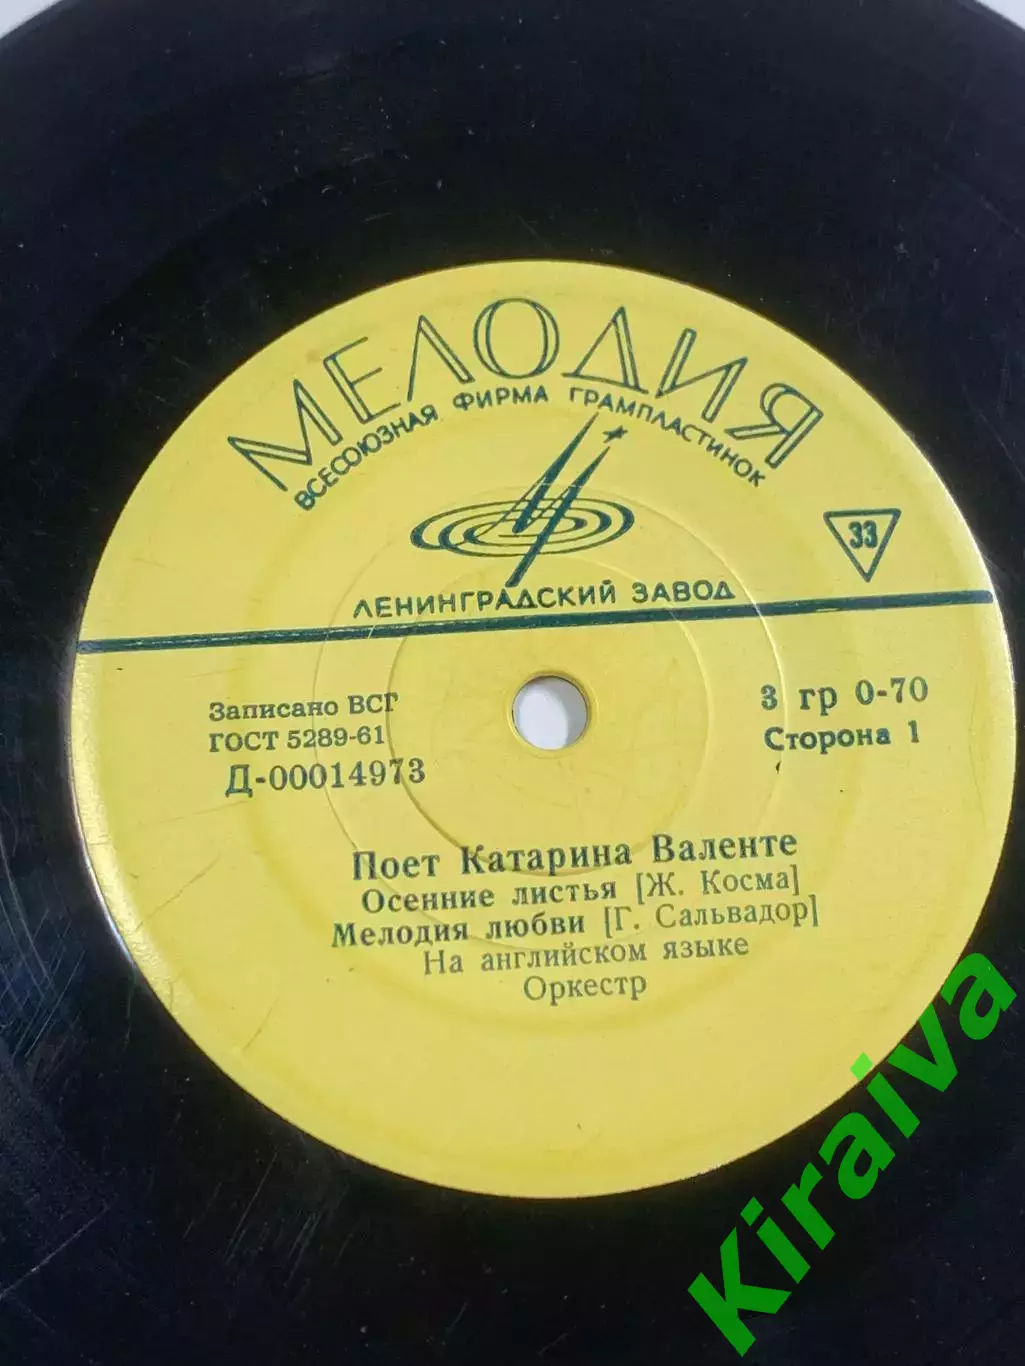 МЕЛОДИЯ
ВСЕСОЮЗНАЯ ФИРМА ГРАМПЛАСТИНОК
33
ЛЕНИНГРАДСКИЙ ЗАВОД
Записано ВСГ
ГОСТ 5289-61
Д-00014973
3 гр 0-70
Сторона 1
Поет Катарина Валенте
Осенние листья [Ж. Косма]
Мелодия любви [Г. Сальвадор]
На английском языке
Оркестр
Kiraiva